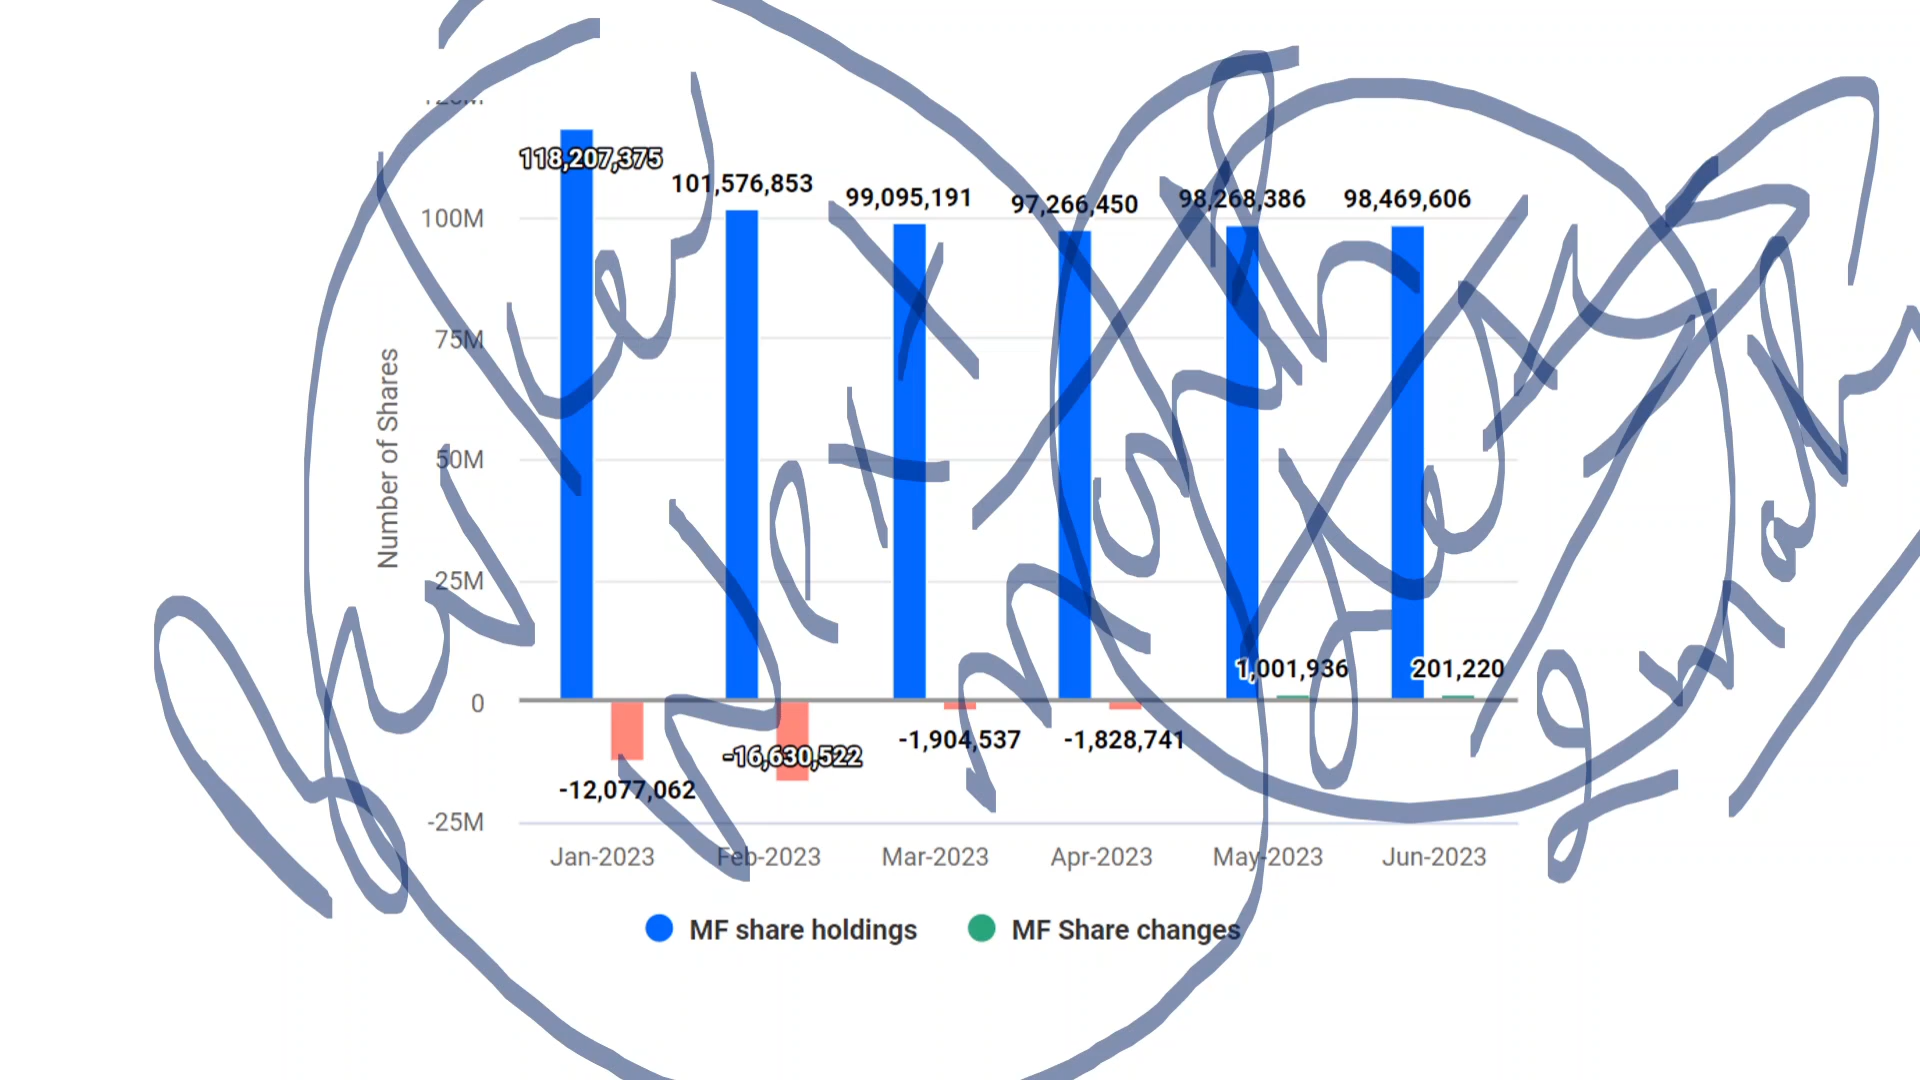 120M
118,207,375
101,576,853
99,095,191
97,266,450
98,268,386
98,469,606
100M
75M
50M
25M
0
-25M
Number of Shares
1,001,936
201,220
-12,077,062
-16,630,522
-1,904,537
-1,828,741
Jan-2023
Feb-2023
Mar-2023
Apr-2023
May-2023
Jun-2023
MF share holdings
MF Share changes